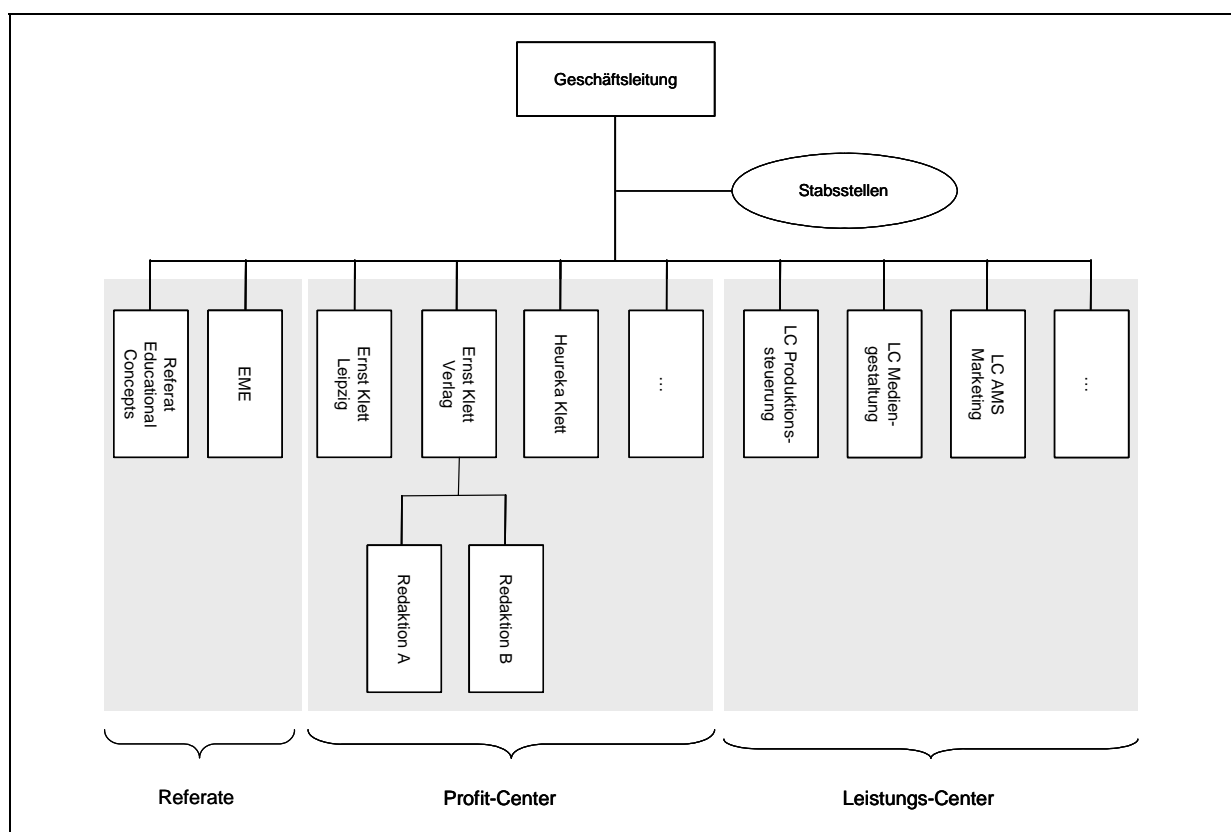 Geschäftsleitung
Stabsstellen
Referat
Educational
Concepts
EME
Ernst Klett
Leipzig
Ernst Klett
Verlag
Heureka Klett
...
LC Produktions-
steuerung
LC Medien-
gestaltung
LC AMS
Marketing
...
Redaktion A
Redaktion B
Referate
Profit-Center
Leistungs-Center